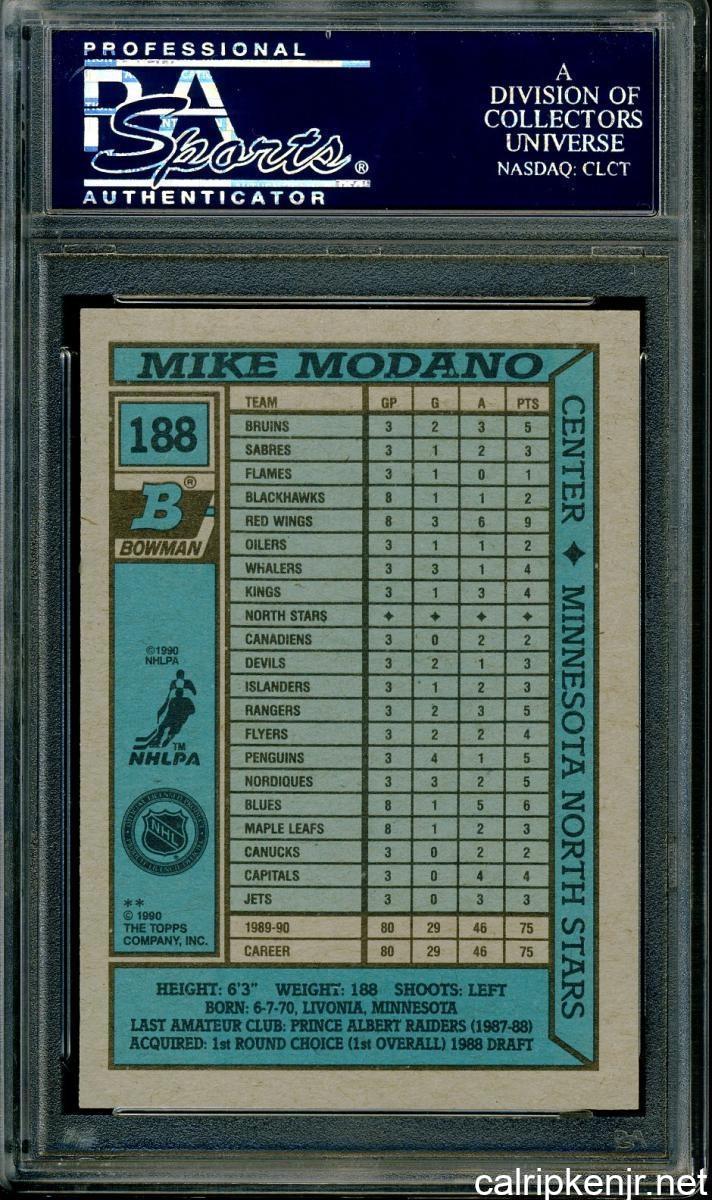 PROFESSIONAL
PSA
Sports®
AUTHENTICATOR
A
DIVISION OF
COLLECTORS
UNIVERSE
NASDAQ: CLCT
MIKE MODANO
188
B®
BOWMAN
©1990
NHLPA
TM
NHLPA
NHL
**
© 1990
THE TOPPS
COMPANY, INC.
TEAM GP G A PTS
BRUINS 3 2 3 5
SABRES 3 1 2 3
FLAMES 3 1 0 1
BLACKHAWKS 8 1 1 2
RED WINGS 8 3 6 9
OILERS 3 1 1 2
WHALERS 3 3 1 4
KINGS 3 1 3 4
NORTH STARS ✦ ✦ ✦ ✦
CANADIENS 3 0 2 2
DEVILS 3 2 1 3
ISLANDERS 3 1 2 3
RANGERS 3 2 3 5
FLYERS 3 2 2 4
PENGUINS 3 4 1 5
NORDIQUES 3 3 2 5
BLUES 8 1 5 6
MAPLE LEAFS 8 1 2 3
CANUCKS 3 0 2 2
CAPITALS 3 0 4 4
JETS 3 0 3 3
1989-90 80 29 46 75
CAREER 80 29 46 75
CENTER ✦ MINNESOTA NORTH STARS
HEIGHT: 6'3" WEIGHT: 188 SHOOTS: LEFT
BORN: 6-7-70, LIVONIA, MINNESOTA
LAST AMATEUR CLUB: PRINCE ALBERT RAIDERS (1987-88)
ACQUIRED: 1st ROUND CHOICE (1st OVERALL) 1988 DRAFT
calripkenjr.net